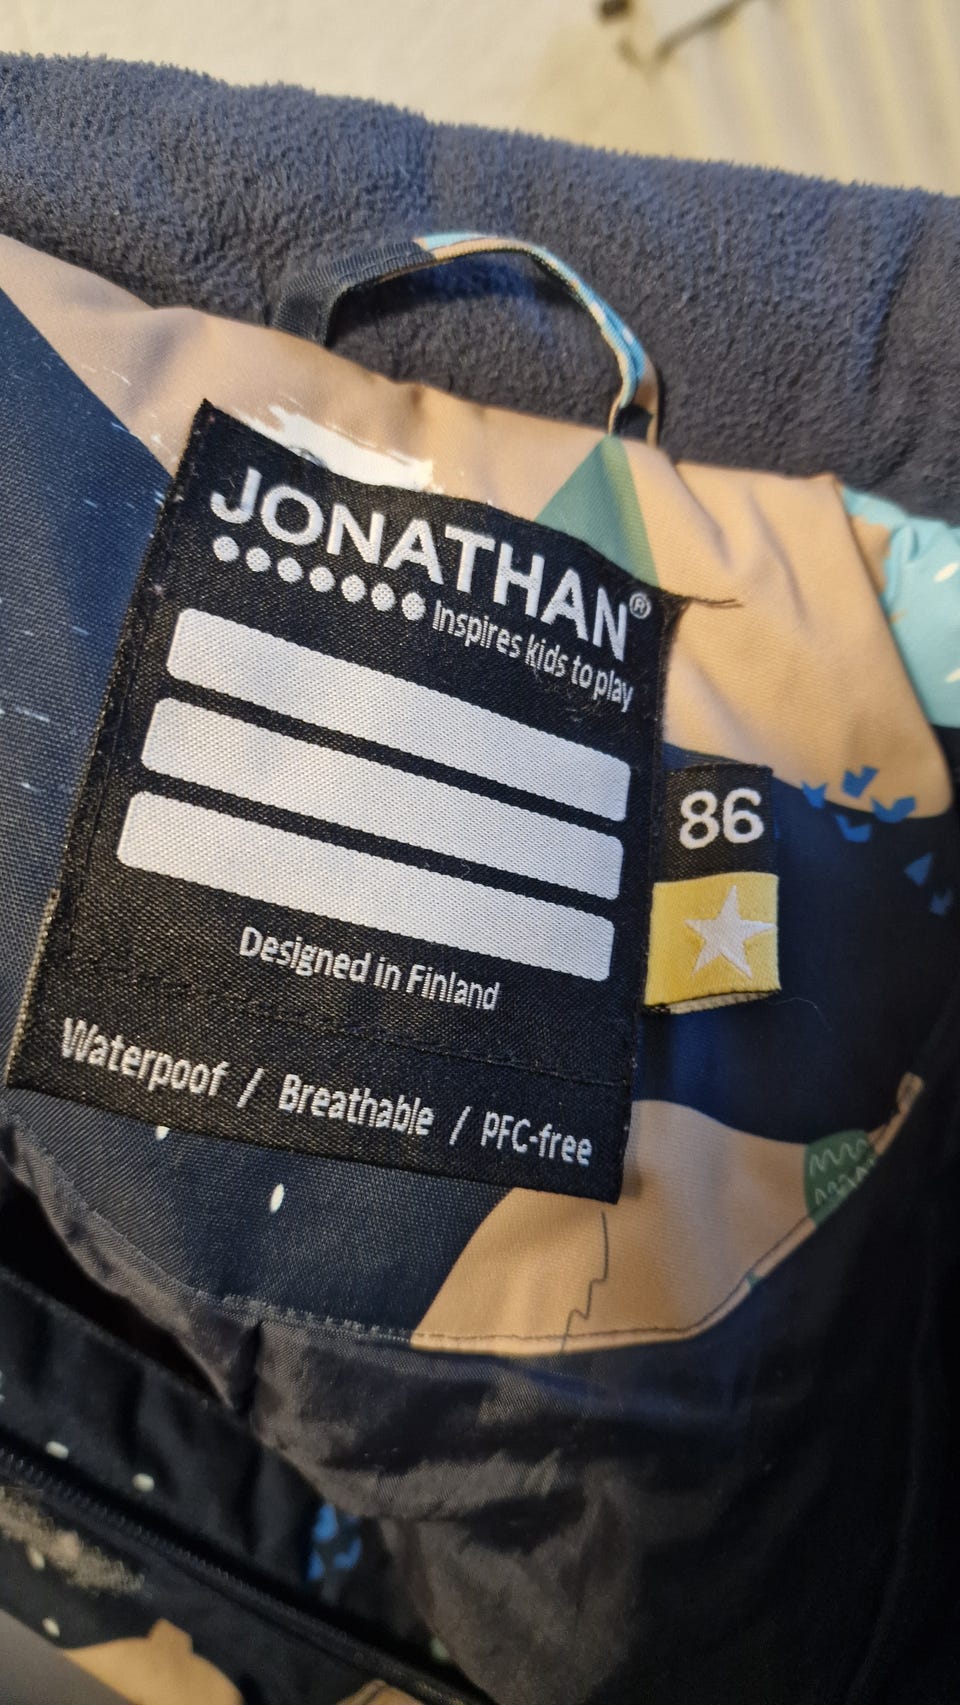 JONATHAN®
Inspires kids to play
86
Designed in Finland
Waterpoof / Breathable / PFC-free